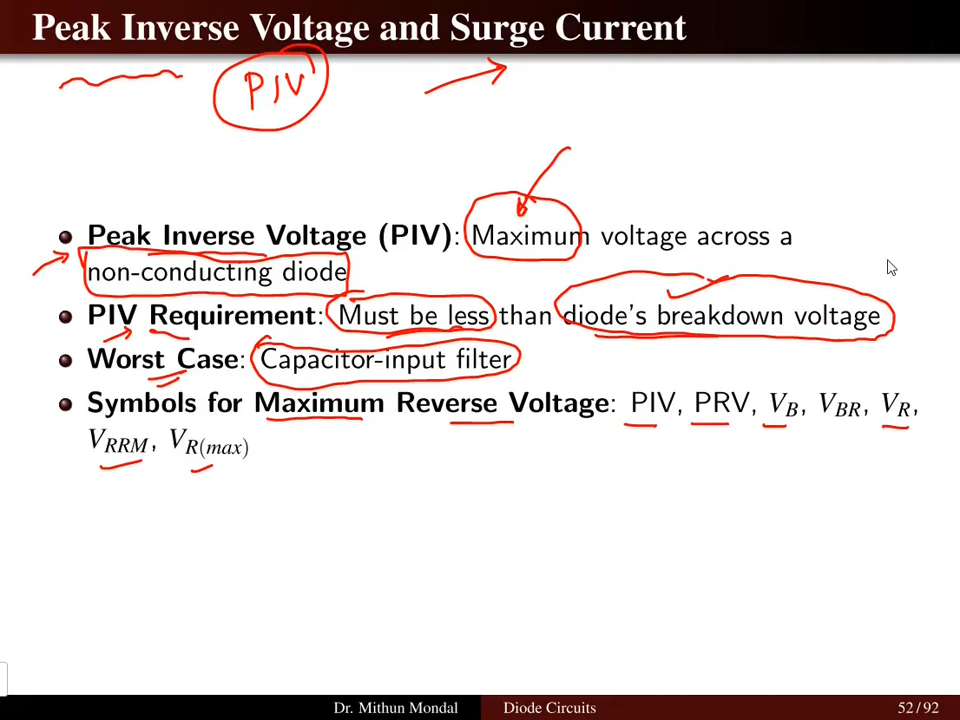 Peak Inverse Voltage and Surge Current
PIV
Peak Inverse Voltage (PIV): Maximum voltage across a
non-conducting diode
PIV Requirement: Must be less than diode's breakdown voltage
Worst Case: Capacitor-input filter
Symbols for Maximum Reverse Voltage: PIV, PRV, V_B, V_BR, V_R,
V_RRM, V_R(max)
Dr. Mithun Mondal Diode Circuits 52/92